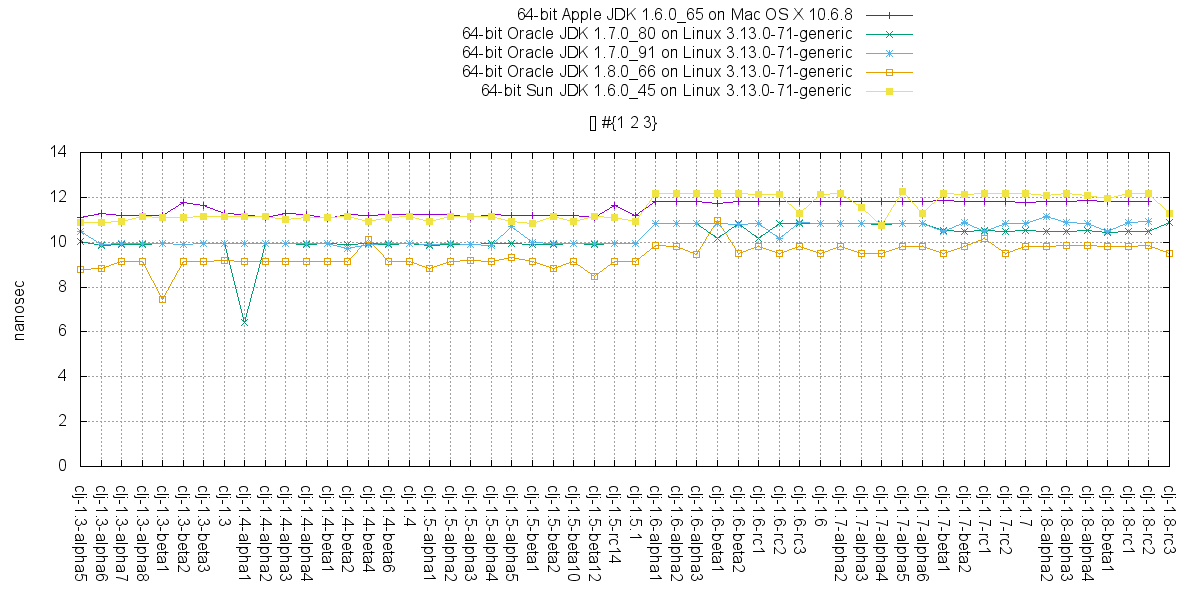 64-bit Apple JDK 1.6.0_65 on Mac OS X 10.6.8
64-bit Oracle JDK 1.7.0_80 on Linux 3.13.0-71-generic
64-bit Oracle JDK 1.7.0_91 on Linux 3.13.0-71-generic
64-bit Oracle JDK 1.8.0_66 on Linux 3.13.0-71-generic
64-bit Sun JDK 1.6.0_45 on Linux 3.13.0-71-generic
[] #{1 2 3}
14
12
10
8
6
4
2
0
nanosec
clj-1.3-alpha5
clj-1.3-alpha6
clj-1.3-alpha7
clj-1.3-alpha8
clj-1.3-beta1
clj-1.3-beta2
clj-1.3-beta3
clj-1.3
clj-1.4-alpha1
clj-1.4-alpha2
clj-1.4-alpha3
clj-1.4-alpha4
clj-1.4-beta1
clj-1.4-beta2
clj-1.4-beta4
clj-1.4-beta6
clj-1.4
clj-1.5-alpha1
clj-1.5-alpha2
clj-1.5-alpha3
clj-1.5-alpha4
clj-1.5-alpha5
clj-1.5-beta1
clj-1.5-beta2
clj-1.5-beta10
clj-1.5-beta12
clj-1.5-rc14
clj-1.5.1
clj-1.6-alpha1
clj-1.6-alpha2
clj-1.6-alpha3
clj-1.6-beta1
clj-1.6-beta2
clj-1.6-rc1
clj-1.6-rc2
clj-1.6-rc3
clj-1.6
clj-1.7-alpha2
clj-1.7-alpha3
clj-1.7-alpha4
clj-1.7-alpha5
clj-1.7-alpha6
clj-1.7-beta1
clj-1.7-beta2
clj-1.7-rc1
clj-1.7-rc2
clj-1.7
clj-1.8-alpha2
clj-1.8-alpha3
clj-1.8-alpha4
clj-1.8-beta1
clj-1.8-rc1
clj-1.8-rc2
clj-1.8-rc3